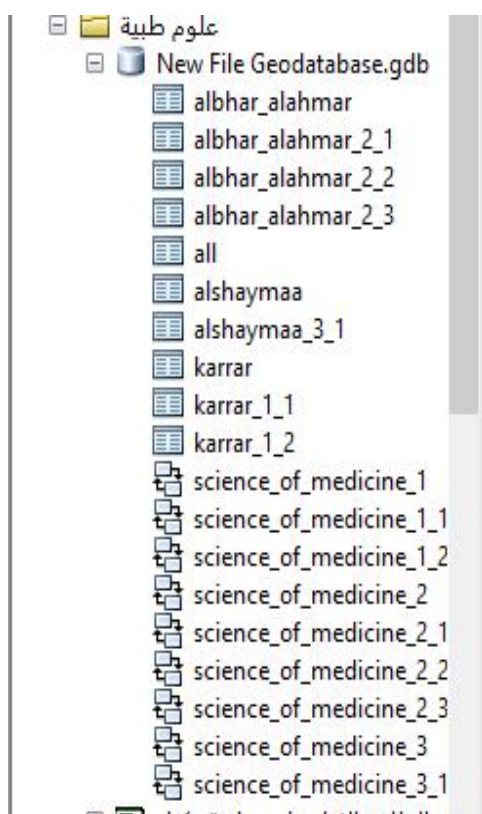 علوم طبية
New File Geodatabase.gdb
albhar_alahmar
albhar_alahmar_2_1
albhar_alahmar_2_2
albhar_alahmar_2_3
all
alshaymaa
alshaymaa_3_1
karrar
karrar_1_1
karrar_1_2
science_of_medicine_1
science_of_medicine_1_1
science_of_medicine_1_2
science_of_medicine_2
science_of_medicine_2_1
science_of_medicine_2_2
science_of_medicine_2_3
science_of_medicine_3
science_of_medicine_3_1